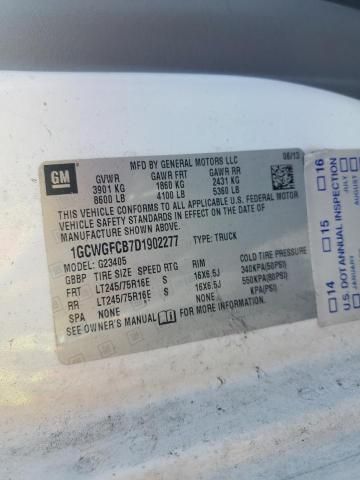 GM
MFD BY GENERAL MOTORS LLC 06/13
GVWR GAWR FRT GAWR RR
3901 KG 1860 KG 2431 KG
8600 LB 4100 LB 5360 LB
THIS VEHICLE CONFORMS TO ALL APPLICABLE U.S. FEDERAL MOTOR
VEHICLE SAFETY STANDARDS IN EFFECT ON THE DATE OF
MANUFACTURE SHOWN ABOVE.
1GCWGFCB7D1902277 TYPE: TRUCK
MODEL: G23405
GBBP TIRE SIZE SPEED RTG RIM COLD TIRE PRESSURE
FRT LT245/75R16E S 16X6.5J 340KPA(50PSI)
RR LT245/75R16E S 16X6.5J 550KPA(80PSI)
SPA NONE NONE KPA(PSI)
SEE OWNER'S MANUAL FOR MORE INFORMATION.
U.S. DOT ANNUAL INSPECTION
14 15 16
JANUARY
JULY
AUGUST